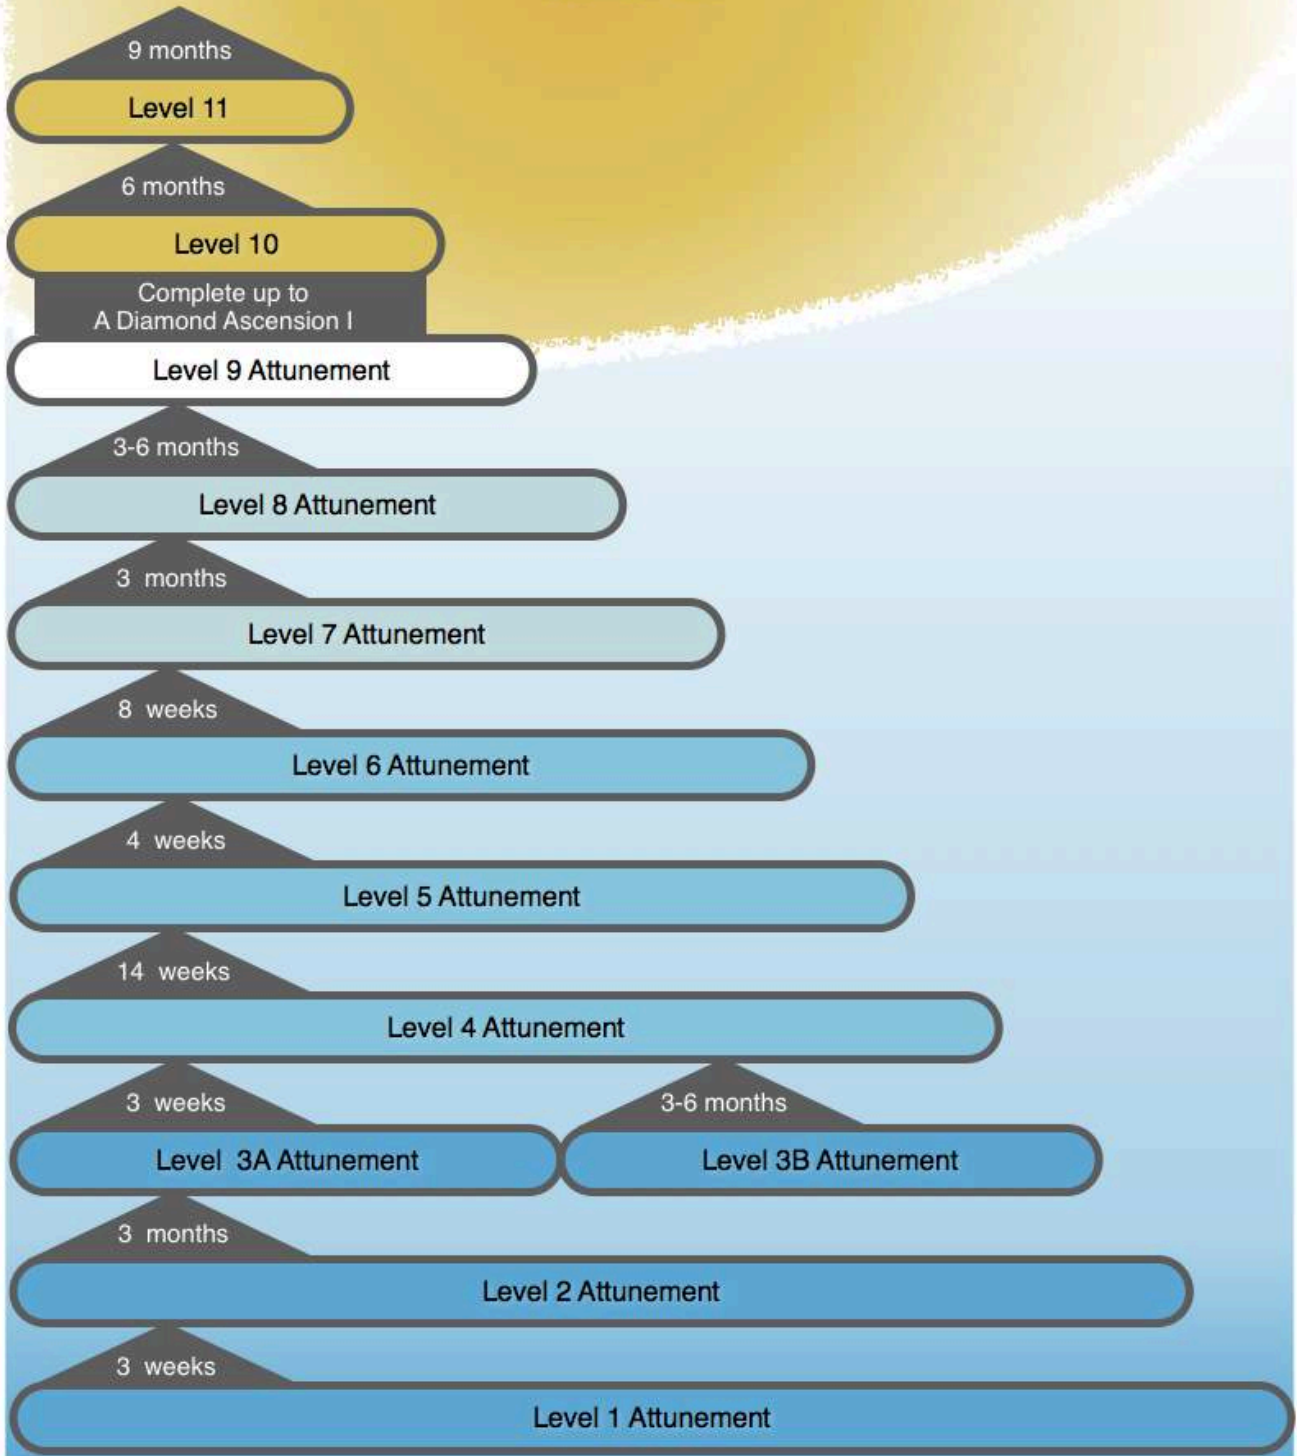 9 months
Level 11
6 months
Level 10
Complete up to
A Diamond Ascension I
Level 9 Attunement
3-6 months
Level 8 Attunement
3 months
Level 7 Attunement
8 weeks
Level 6 Attunement
4 weeks
Level 5 Attunement
14 weeks
Level 4 Attunement
3 weeks
3-6 months
Level 3A Attunement
Level 3B Attunement
3 months
Level 2 Attunement
3 weeks
Level 1 Attunement